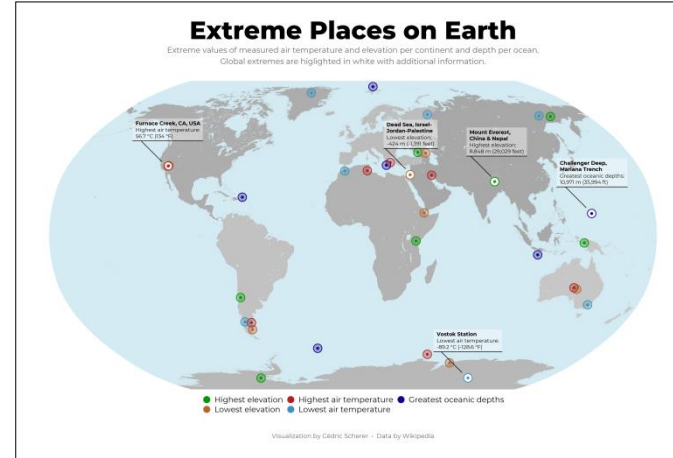 Extreme Places on Earth
Extreme values of measured air temperature and elevation per continent and depth per ocean.
Global extremes are higlighted in white with additional information.
Furnace Creek, CA, USA
Highest air temperature:
56.7 °C (134 °F)
Dead Sea, Israel-
Jordan-Palestine
Lowest elevation:
-424 m (-1,391 feet)
Mount Everest,
China & Nepal
Highest elevation:
8,848 m (29,029 feet)
Challenger Deep,
Mariana Trench
Greatest oceanic depths:
10,971 m (35,994 ft)
Vostok Station
Lowest air temperature:
-89.2 °C (-128.6 °F)
Highest elevation
Highest air temperature
Greatest oceanic depths
Lowest elevation
Lowest air temperature
Visualization by Cédric Scherer - Data by Wikipedia